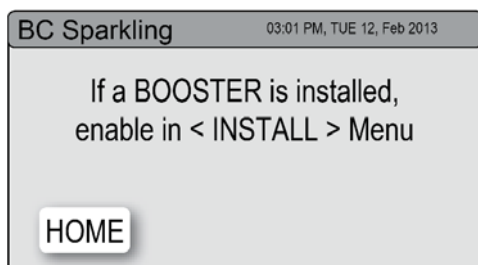 BC Sparkling 03:01 PM, TUE 12, Feb 2013
If a BOOSTER is installed,
enable in < INSTALL > Menu
HOME